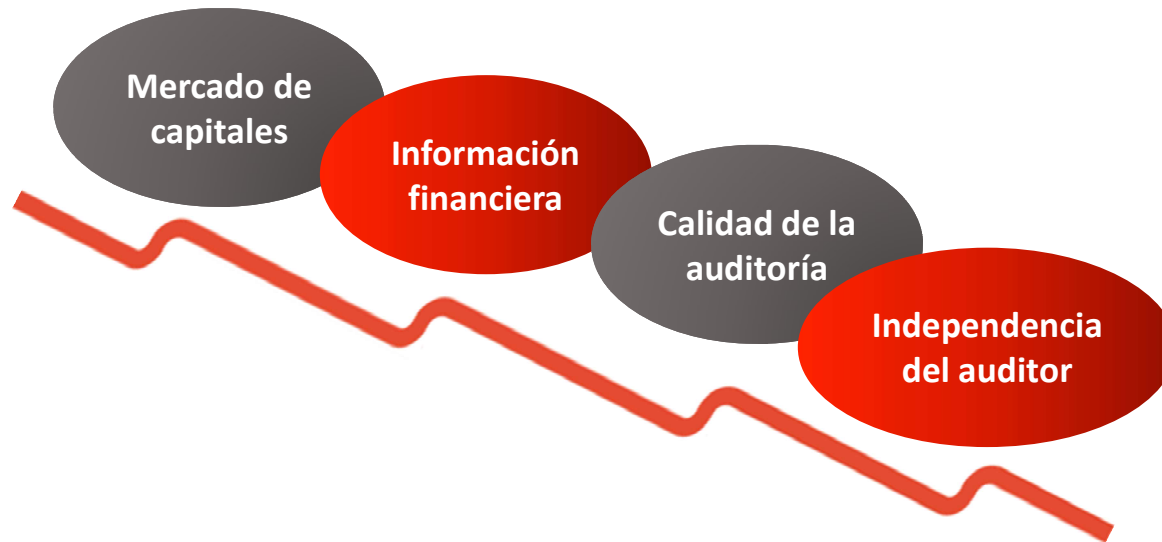 Mercado de
capitales
Información
financiera
Calidad de la
auditoría
Independencia
del auditor